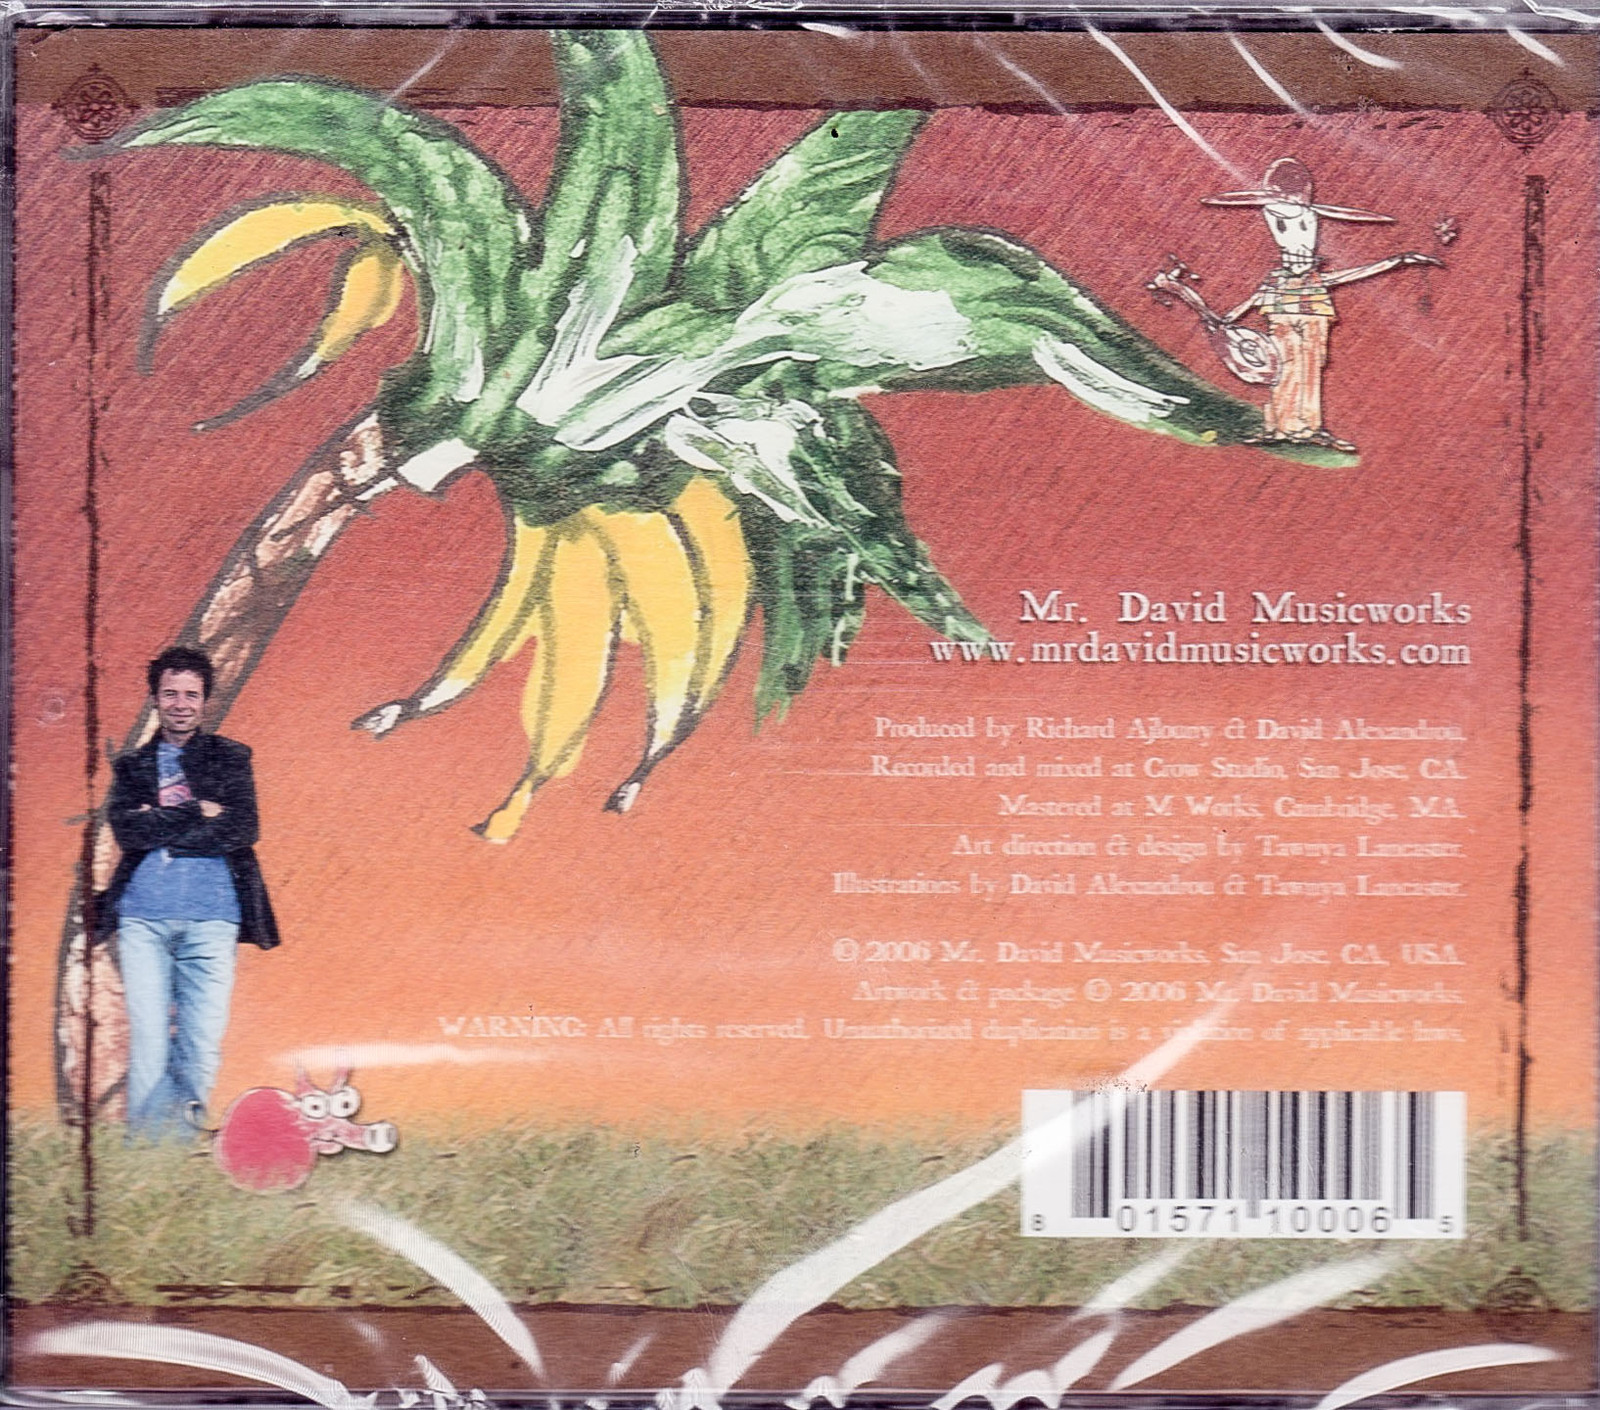 Mr. David Musicworks
www.mrdavidmusicworks.com
Produced by Richard Ajlouny & David Alexandrou.
Recorded and mixed at Crow Studio, San Jose, CA.
Mastered at M Works, Cambridge, MA.
Art direction & design by Tawnya Lancaster.
Illustrations by David Alexandrou & Tawnya Lancaster.
© 2006 Mr. David Musicworks, San Jose, CA, USA.
Artwork & package © 2006 Mr. David Musicworks.
WARNING: All rights reserved. Unauthorized duplication is a violation of applicable laws.
8 01571 10006 5